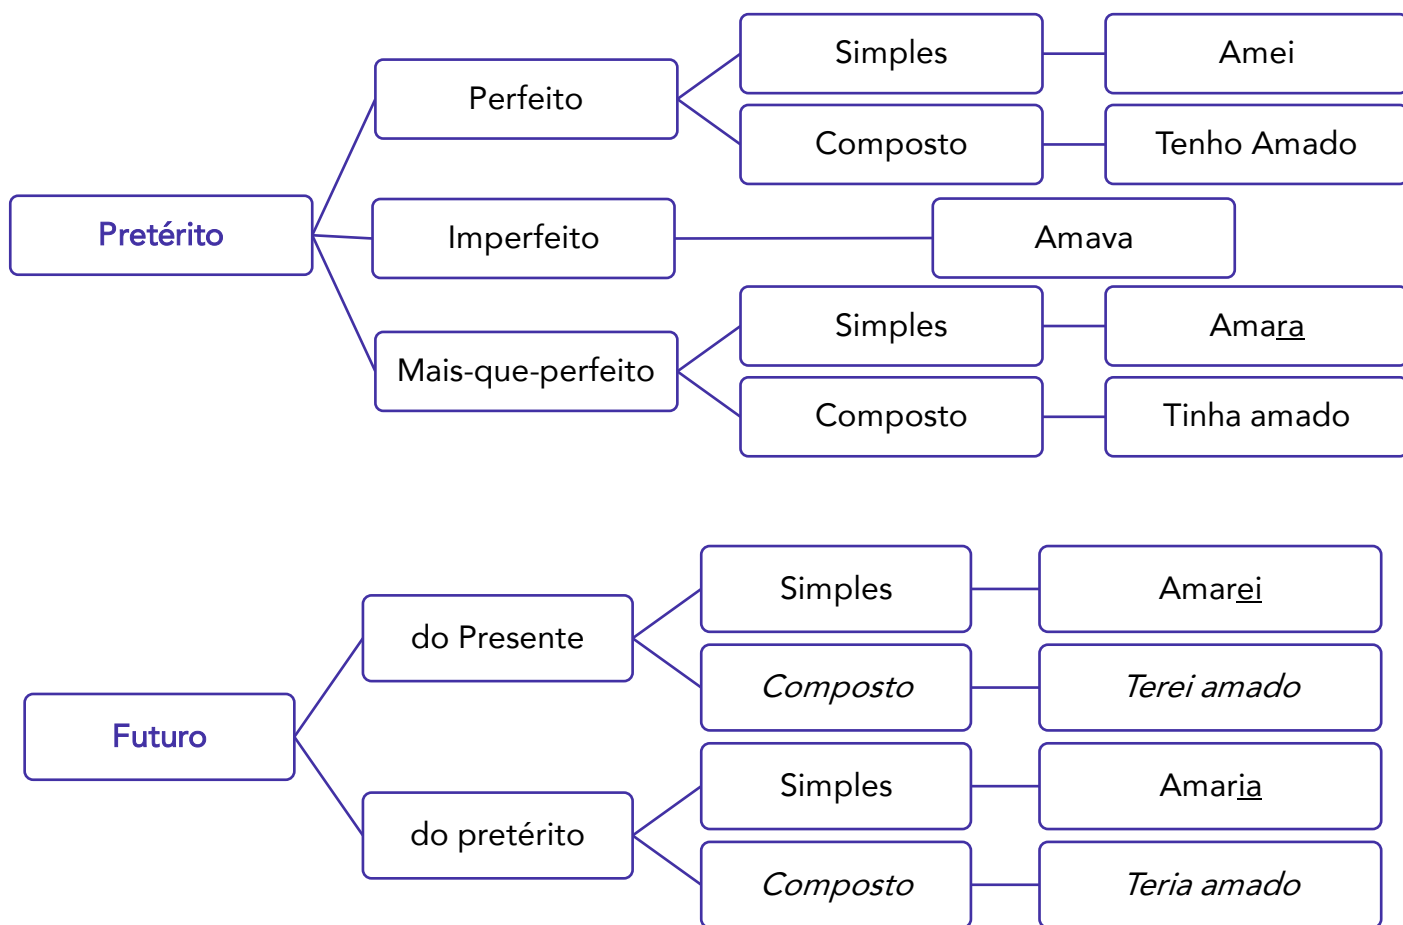 Pretérito
Perfeito
Simples
Amei
Composto
Tenho Amado
Imperfeito
Amava
Mais-que-perfeito
Simples
Amara
Composto
Tinha amado
Futuro
do Presente
Simples
Amarei
Composto
Terei amado
do pretérito
Simples
Amaria
Composto
Teria amado